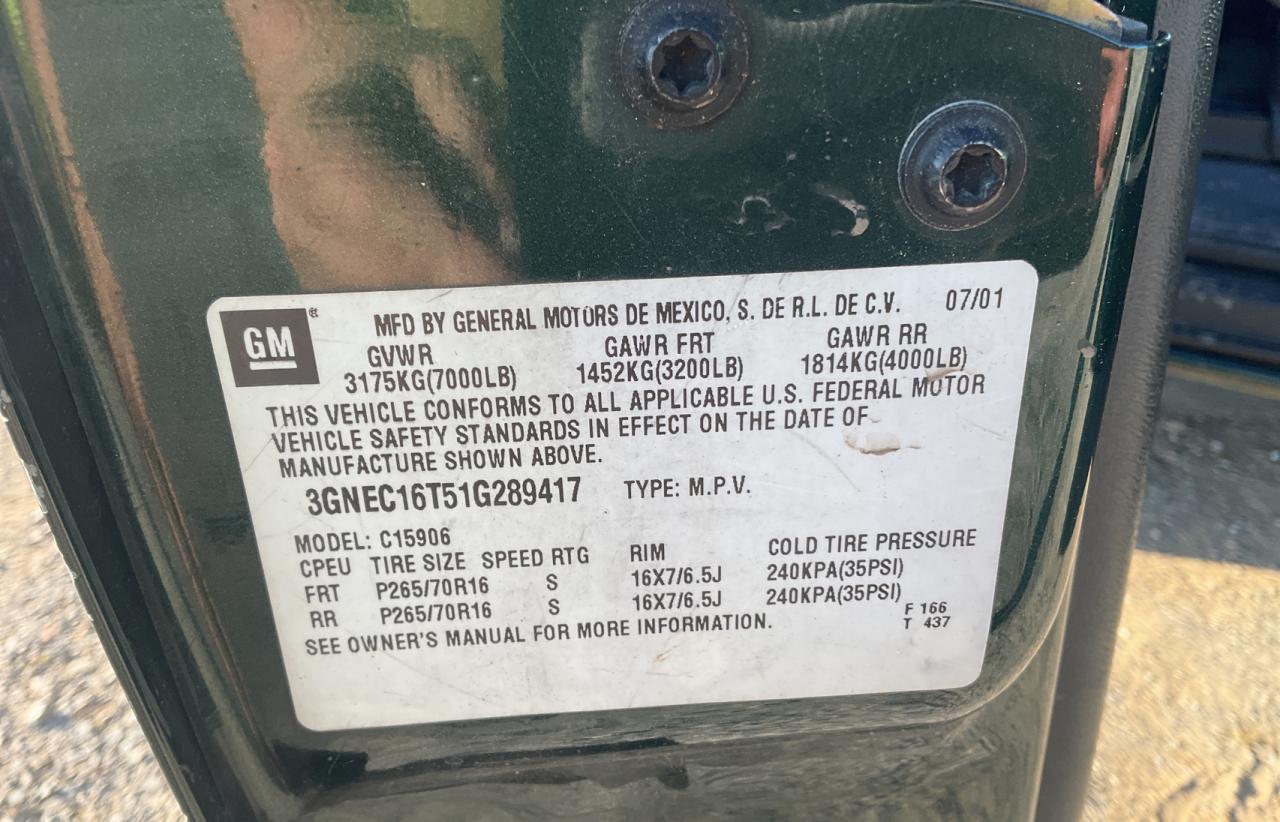 GM ®
MFD BY GENERAL MOTORS DE MEXICO, S. DE R.L. DE C.V. 07/01
GVWR GAWR FRT GAWR RR
3175KG(7000LB) 1452KG(3200LB) 1814KG(4000LB)
THIS VEHICLE CONFORMS TO ALL APPLICABLE U.S. FEDERAL MOTOR
VEHICLE SAFETY STANDARDS IN EFFECT ON THE DATE OF
MANUFACTURE SHOWN ABOVE.
3GNEC16T51G289417 TYPE: M.P.V.
MODEL: C15906
CPEU TIRE SIZE SPEED RTG RIM COLD TIRE PRESSURE
FRT P265/70R16 S 16X7/6.5J 240KPA(35PSI)
RR P265/70R16 S 16X7/6.5J 240KPA(35PSI)
SEE OWNER'S MANUAL FOR MORE INFORMATION.
F 166
T 437